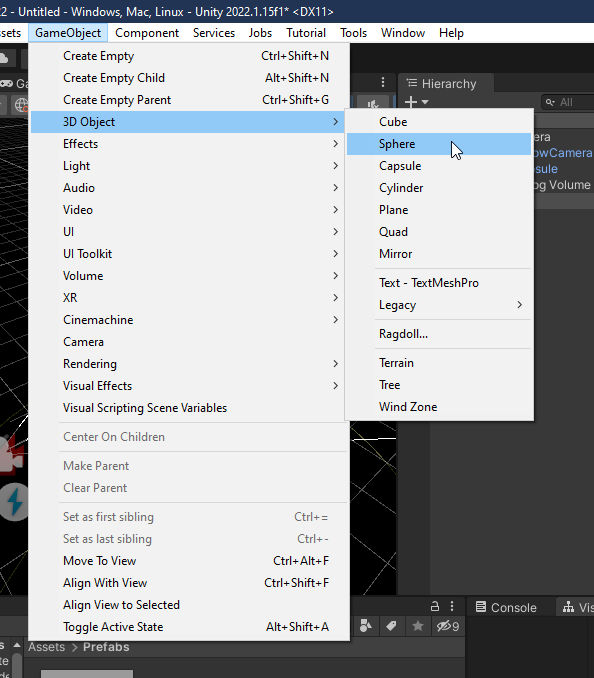 22 - Untitled - Windows, Mac, Linux - Unity 2022.1.15f1* <DX11>
sets GameObject Component Services Jobs Tutorial Tools Window Help
Create Empty Ctrl+Shift+N
Create Empty Child Alt+Shift+N
Create Empty Parent Ctrl+Shift+G
3D Object
Effects
Light
Audio
Video
UI
UI Toolkit
Volume
XR
Cinemachine
Camera
Rendering
Visual Effects
Visual Scripting Scene Variables
Center On Children
Make Parent
Clear Parent
Set as first sibling Ctrl+=
Set as last sibling Ctrl+-
Move To View Ctrl+Alt+F
Align With View Ctrl+Shift+F
Align View to Selected
Toggle Active State Alt+Shift+A
Cube
Sphere
Capsule
Cylinder
Plane
Quad
Mirror
Text - TextMeshPro
Legacy
Ragdoll...
Terrain
Tree
Wind Zone
Ga
Hierarchy
All
era
owCamera
sule
og Volume
Console Vis
9
Assets > Prefabs